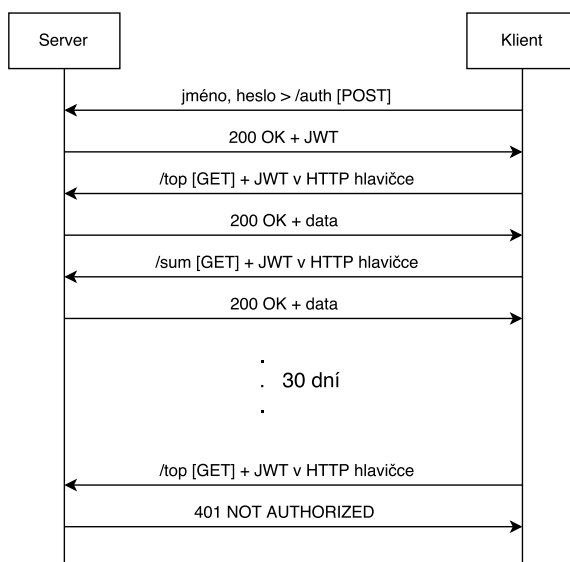 Server
Klient
jméno, heslo > /auth [POST]
200 OK + JWT
/top [GET] + JWT v HTTP hlavičce
200 OK + data
/sum [GET] + JWT v HTTP hlavičce
200 OK + data
30 dní
/top [GET] + JWT v HTTP hlavičce
401 NOT AUTHORIZED